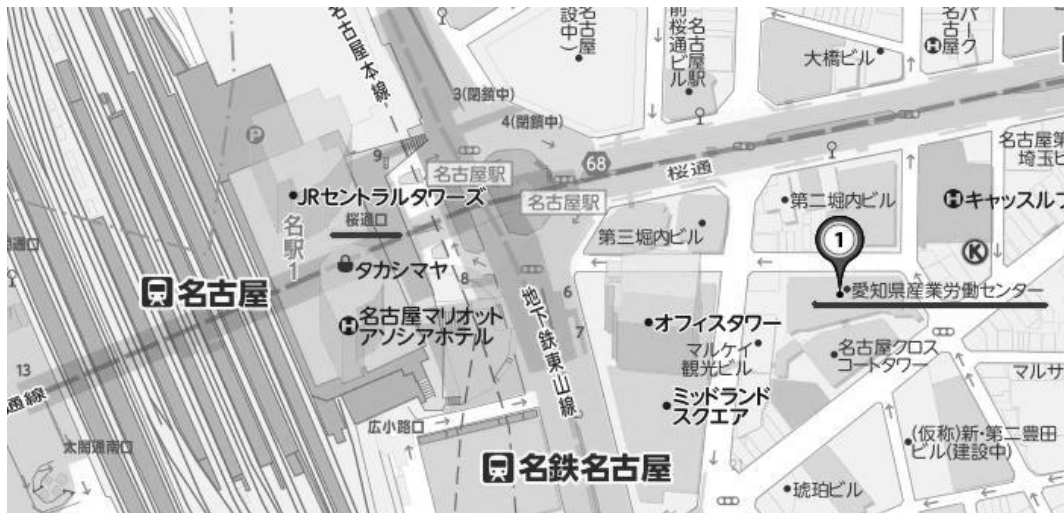 名古屋本線
名古屋
設中)
名古屋駅
前桜通ビル
大橋ビル
パーク
名古屋
H
3(閉鎖中)
4(閉鎖中)
P
9
名古屋駅
68
名古屋駅
桜通
名古屋第
埼玉ビ
JRセントラルタワーズ
桜通口
名駅1
第二堀内ビル
H キャッスルプ
第三堀内ビル
1
K
タカシマヤ
8
名古屋
6
愛知県産業労働センター
H
名古屋マリオット
アソシアホテル
地下鉄東山線
7
オフィスタワー
マルケイ
観光ビル
名古屋クロス
コートタワー
マルサ
13
通線
ミッドランド
スクエア
広小路口
太閤通南口
名鉄名古屋
(仮称)新・第二豊田
ビル(建設中)
琥珀ビル